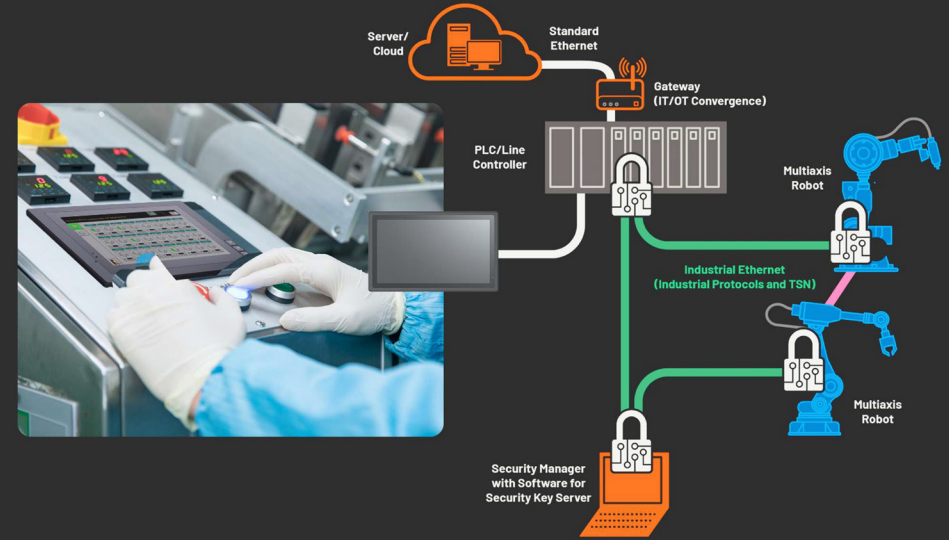 Server/
Cloud
Standard
Ethernet
Gateway
(IT/OT Convergence)
PLC/Line
Controller
Multiaxis
Robot
Industrial Ethernet
(Industrial Protocols and TSN)
Multiaxis
Robot
Security Manager
with Software for
Security Key Server